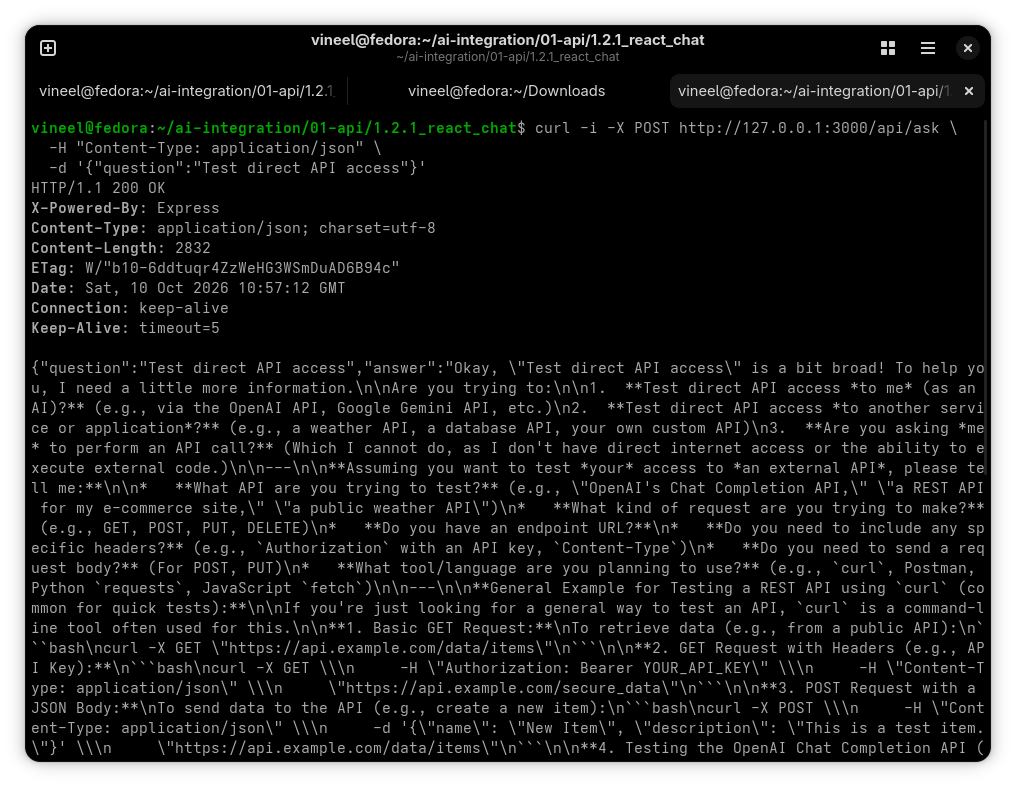 vineel@fedora:~/ai-integration/01-api/1.2.1_react_chat
~/ai-integration/01-api/1.2.1_react_chat
vineel@fedora:~/ai-integration/01-api/1.2.1
vineel@fedora:~/Downloads
vineel@fedora:~/ai-integration/01-api/1
vineel@fedora:~/ai-integration/01-api/1.2.1_react_chat$ curl -i -X POST http://127.0.0.1:3000/api/ask \
  -H "Content-Type: application/json" \
  -d '{"question":"Test direct API access"}'
HTTP/1.1 200 OK
X-Powered-By: Express
Content-Type: application/json; charset=utf-8
Content-Length: 2832
ETag: W/"b10-6ddtuqr4ZzWeHG3WSmDuAD6B94c"
Date: Sat, 10 Oct 2026 10:57:12 GMT
Connection: keep-alive
Keep-Alive: timeout=5
{"question":"Test direct API access","answer":"Okay, \"Test direct API access\" is a bit broad! To help yo
u, I need a little more information.\n\nAre you trying to:\n\n1.  **Test direct API access *to me* (as an
AI)?** (e.g., via the OpenAI API, Google Gemini API, etc.)\n2.  **Test direct API access *to another servi
ce or application*?** (e.g., a weather API, a database API, your own custom API)\n3.  **Are you asking *me
* to perform an API call?** (Which I cannot do, as I don't have direct internet access or the ability to e
xecute external code.)\n\n---\n\n**Assuming you want to test *your* access to *an external API*, please te
ll me:**\n\n*   **What API are you trying to test?** (e.g., \"OpenAI's Chat Completion API,\" \"a REST API
 for my e-commerce site,\" \"a public weather API\")\n*   **What kind of request are you trying to make?**
 (e.g., GET, POST, PUT, DELETE)\n*   **Do you have an endpoint URL?**\n*   **Do you need to include any sp
ecific headers?** (e.g., `Authorization` with an API key, `Content-Type`)\n*   **Do you need to send a req
uest body?** (For POST, PUT)\n*   **What tool/language are you planning to use?** (e.g., `curl`, Postman,
Python `requests`, JavaScript `fetch`)\n\n---\n\n**General Example for Testing a REST API using `curl` (co
mmon for quick tests):**\n\nIf you're just looking for a general way to test an API, `curl` is a command-l
ine tool often used for this.\n\n**1. Basic GET Request:**\nTo retrieve data (e.g., from a public API):\n`
``bash\ncurl -X GET \"https://api.example.com/data/items\"\n```\n\n**2. GET Request with Headers (e.g., AP
I Key):**\n```bash\ncurl -X GET \\\n     -H \"Authorization: Bearer YOUR_API_KEY\" \\\n     -H \"Content-T
ype: application/json\" \\\n     \"https://api.example.com/secure_data\"\n```\n\n**3. POST Request with a
JSON Body:**\nTo send data to the API (e.g., create a new item):\n```bash\ncurl -X POST \\\n     -H \"Cont
ent-Type: application/json\" \\\n     -d '{\"name\": \"New Item\", \"description\": \"This is a test item.
\"}' \\\n     \"https://api.example.com/data/items\"\n```\n\n**4. Testing the OpenAI Chat Completion API (